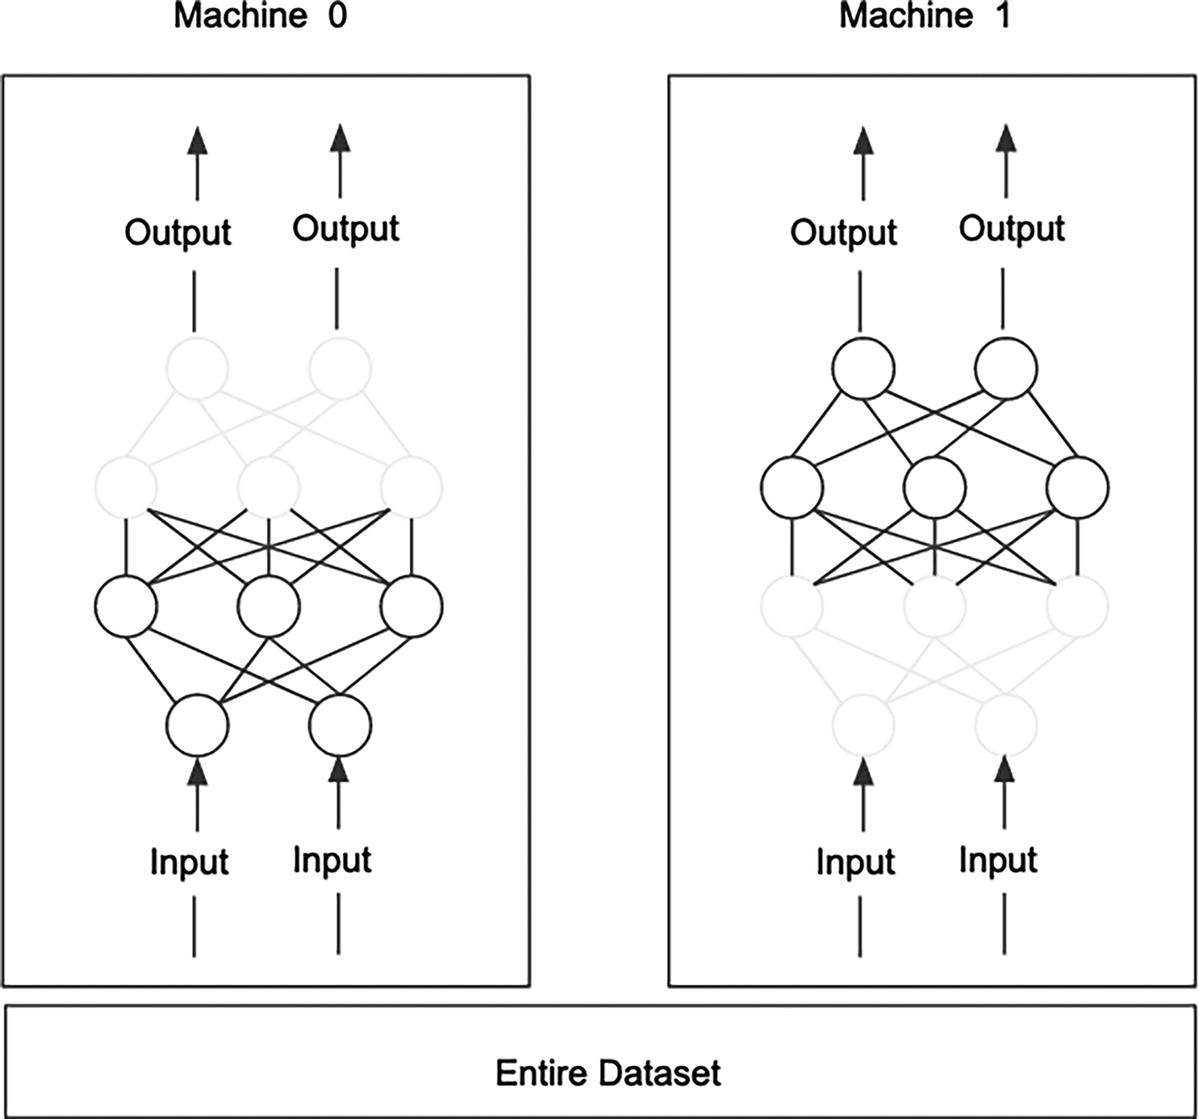 Machine 0
Machine 1
Output
Output
Output
Output
Input
Input
Input
Input
Entire Dataset